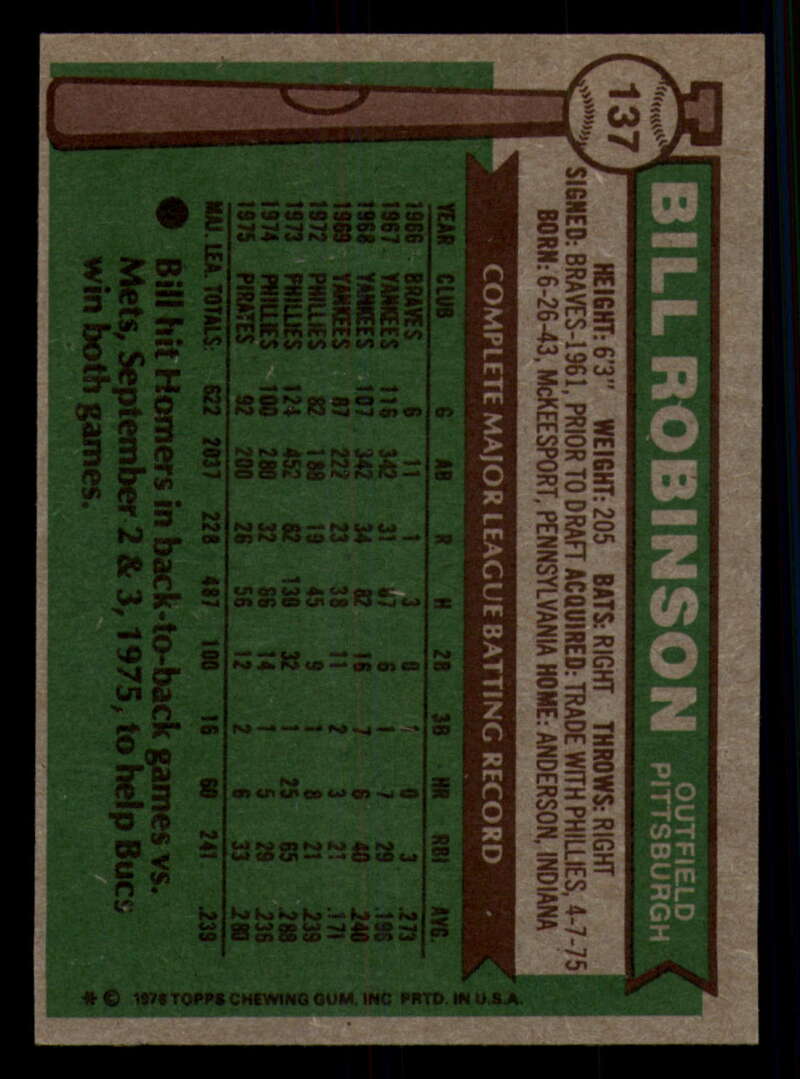 137
BILL ROBINSON
OUTFIELD
PITTSBURGH
HEIGHT: 6'3" WEIGHT: 205 BATS: RIGHT THROWS: RIGHT
SIGNED: BRAVES-1961, PRIOR TO DRAFT ACQUIRED: TRADE WITH PHILLIES, 4-7-75
BORN: 6-26-43, McKEESPORT, PENNSYLVANIA HOME: ANDERSON, INDIANA
COMPLETE MAJOR LEAGUE BATTING RECORD
YEAR CLUB G AB R H 2B 3B HR RBI AVG.
1966 BRAVES 6 11 1 3 0 1 0 3 .273
1967 YANKEES 116 342 31 67 6 1 7 29 .196
1968 YANKEES 107 342 34 82 16 7 6 40 .240
1969 YANKEES 87 222 23 38 11 2 3 21 .171
1972 PHILLIES 82 188 19 45 9 1 8 21 .239
1973 PHILLIES 124 452 62 130 32 1 25 65 .288
1974 PHILLIES 100 280 32 66 14 1 5 29 .236
1975 PIRATES 92 200 26 56 12 2 6 33 .280
MAJ. LEA. TOTALS: 622 2037 228 487 100 16 60 241 .239
Bill hit Homers in back-to-back games vs.
Mets, September 2 & 3, 1975, to help Bucs
win both games.
* © 1976 TOPPS CHEWING GUM, INC PRTD. IN U.S.A.